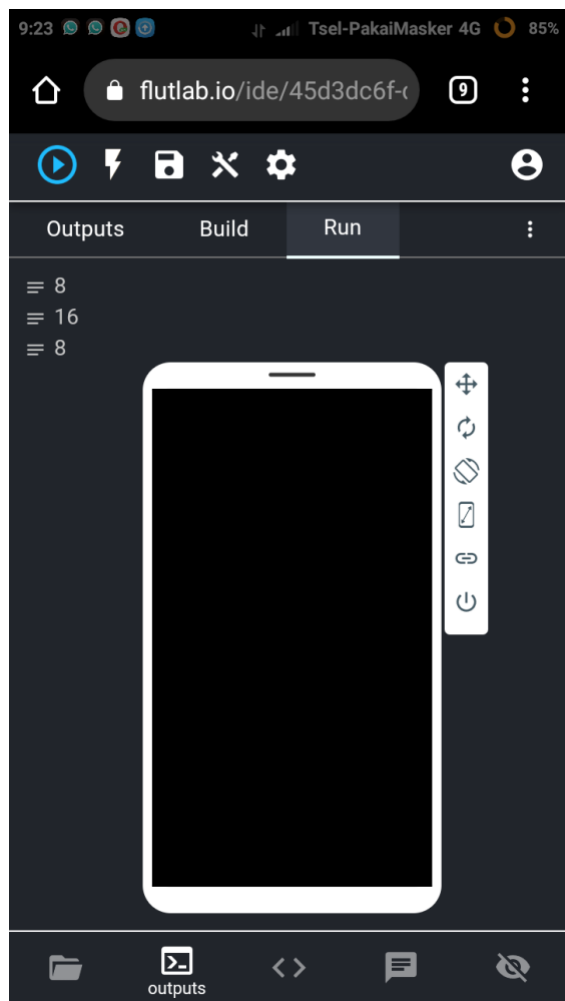 9:23 Tsel-PakaiMasker 4G 85%
flutlab.io/ide/45d3dc6f-
9
Outputs Build Run
8
16
8
outputs